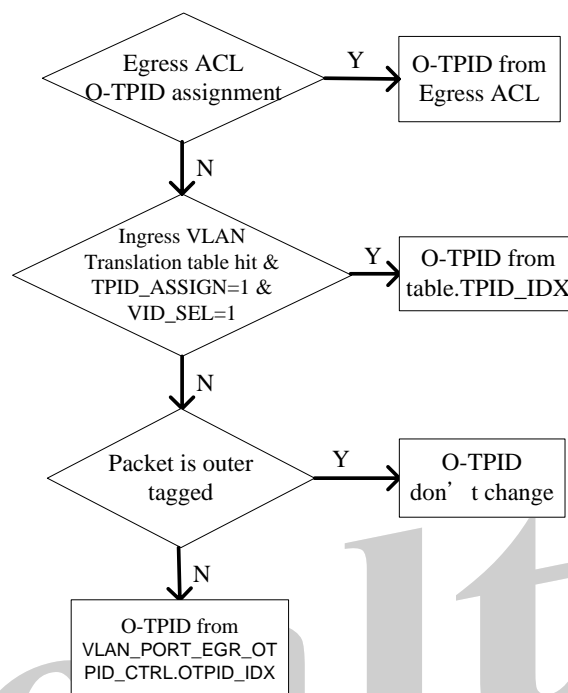 Egress ACL
O-TPID assignment
Y
O-TPID from
Egress ACL
N
Ingress VLAN
Translation table hit &
TPID_ASSIGN=1 &
VID_SEL=1
Y
O-TPID from
table.TPID_IDX
N
Packet is outer
tagged
Y
O-TPID
don’t change
N
O-TPID from
VLAN_PORT_EGR_OT
PID_CTRL.OTPID_IDX